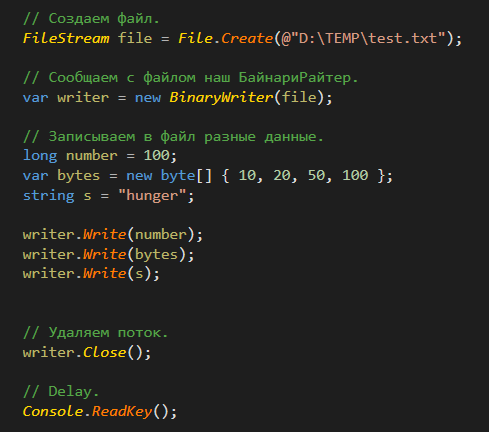 // Создаем файл.
FileStream file = File.Create(@"D:\TEMP\test.txt");
// Сообщаем с файлом наш БайнариРайтер.
var writer = new BinaryWriter(file);
// Записываем в файл разные данные.
long number = 100;
var bytes = new byte[] { 10, 20, 50, 100 };
string s = "hunger";
writer.Write(number);
writer.Write(bytes);
writer.Write(s);
// Удаляем поток.
writer.Close();
// Delay.
Console.ReadKey();